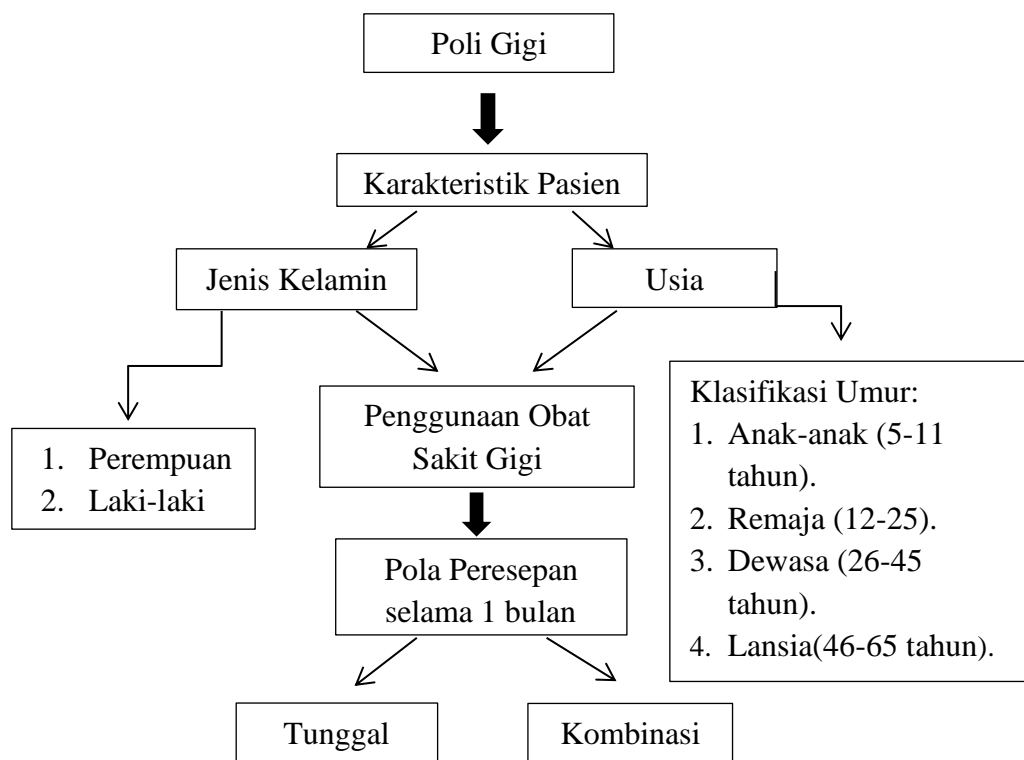 Poli Gigi
Karakteristik Pasien
Jenis Kelamin
Usia
1. Perempuan
2. Laki-laki
Penggunaan Obat
Sakit Gigi
Klasifikasi Umur:
1. Anak-anak (5-11
tahun).
2. Remaja (12-25).
3. Dewasa (26-45
tahun).
4. Lansia(46-65 tahun).
Pola Peresepan
selama 1 bulan
Tunggal
Kombinasi